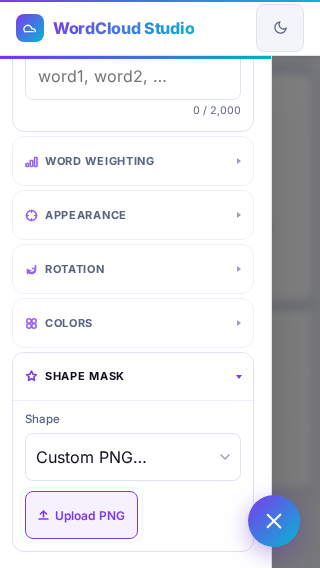 WordCloud Studio
word1, word2, ...
0 / 2,000
WORD WEIGHTING
APPEARANCE
ROTATION
COLORS
SHAPE MASK
Shape
Custom PNG...
Upload PNG